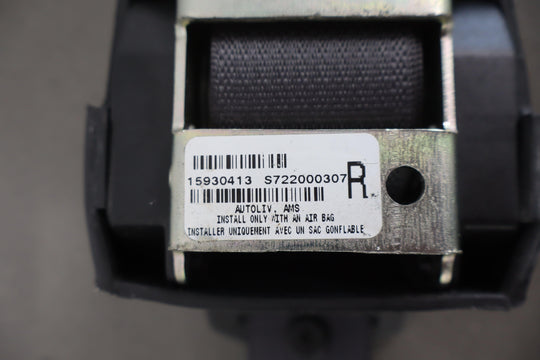 15930413 S722000307 R
AUTOLIV, AMS
INSTALL ONLY WITH AN AIR BAG
INSTALLER UNIQUEMENT AVEC UN SAC GONFLABLE